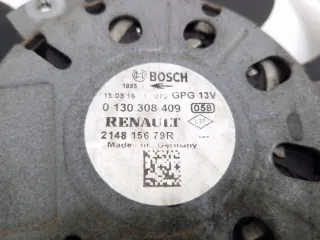 BOSCH
1893
15.03.16 GPG 13V
0 130 308 409 058
RENAULT
2148 156 79R
Made in Germany